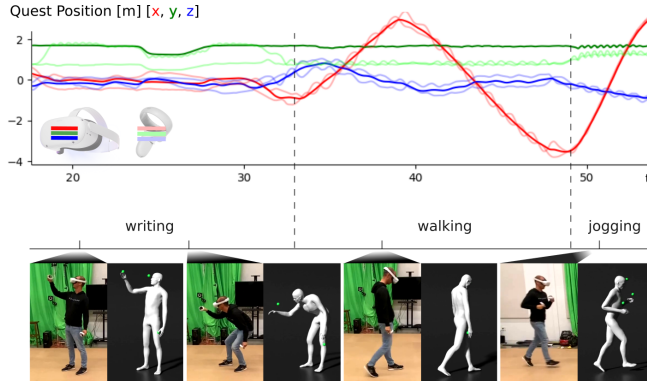 Quest Position [m] [x, y, z]
2
0
−2
−4
20
30
40
50
writing
walking
jogging